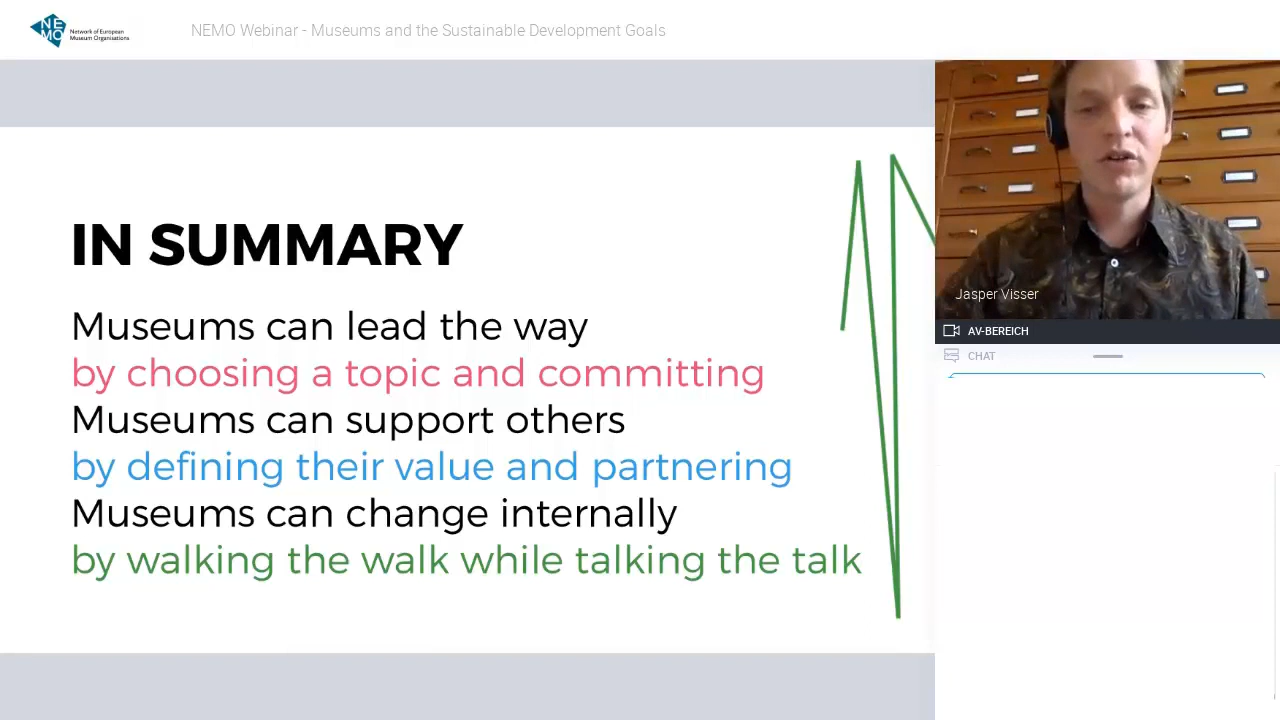 NE
MO
Network of European
Museum Organisations
NEMO Webinar - Museums and the Sustainable Development Goals
IN SUMMARY
Museums can lead the way
by choosing a topic and committing
Museums can support others
by defining their value and partnering
Museums can change internally
by walking the walk while talking the talk
Jasper Visser
AV-BEREICH
CHAT